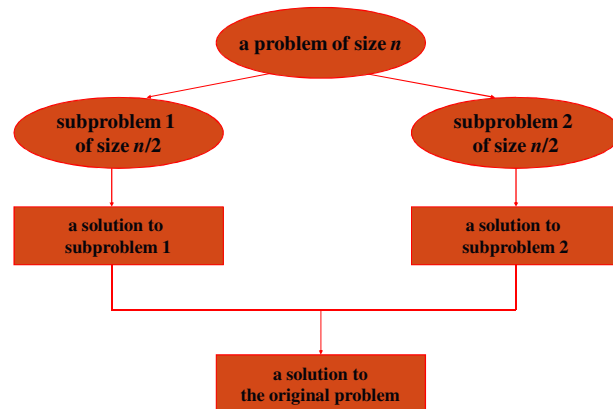 a problem of size n
subproblem 1
of size n/2
subproblem 2
of size n/2
a solution to
subproblem 1
a solution to
subproblem 2
a solution to
the original problem